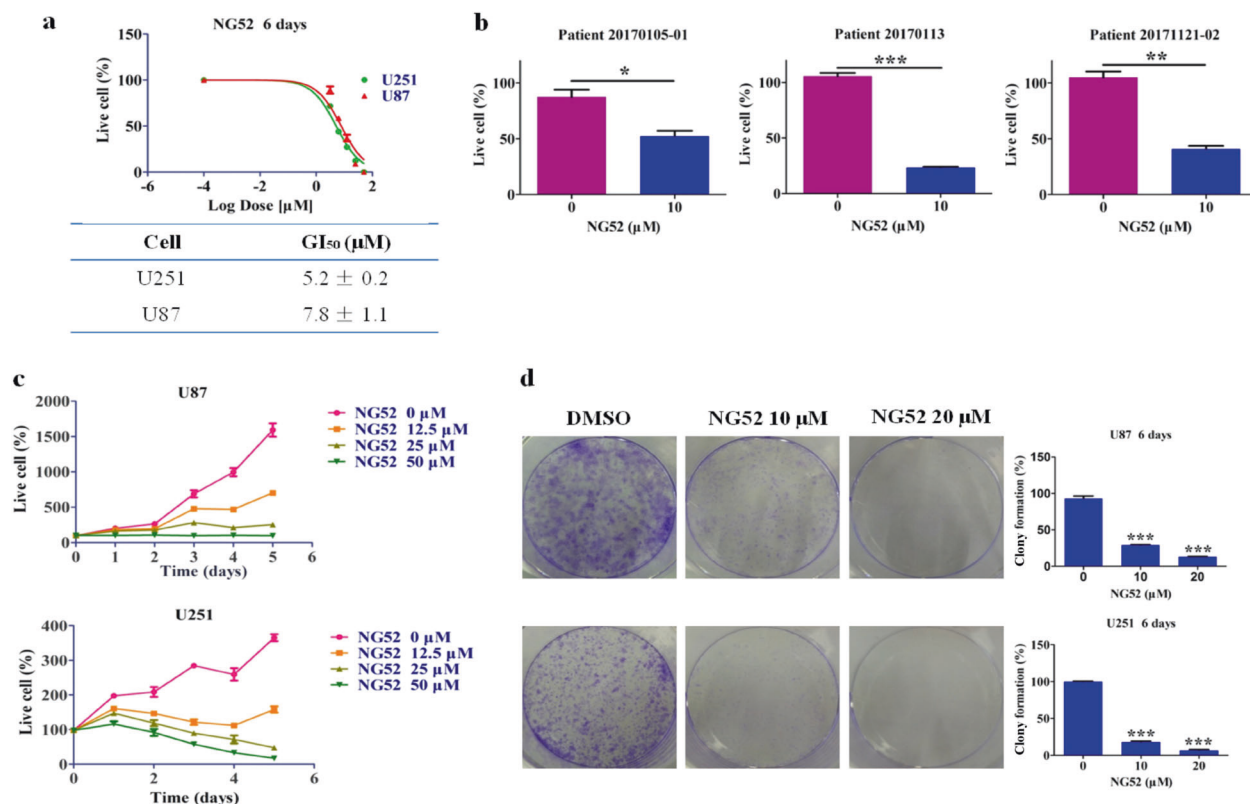 a
NG52 6 days
150
100
50
0
Live cell (%)
-6
-4
-2
0
2
Log Dose [µM]
U251
U87
Cell GI₅₀ (µM)
U251 5.2 ± 0.2
U87 7.8 ± 1.1
b
Patient 20170105-01
*
100
50
0
Live cell (%)
0 10
NG52 (µM)
Patient 20170113
***
100
50
0
Live cell (%)
0 10
NG52 (µM)
Patient 20171121-02
**
100
50
0
Live cell (%)
0 10
NG52 (µM)
c
U87
2000
1500
1000
500
0
Live cell (%)
0 1 2 3 4 5 6
Time (days)
NG52 0 µM
NG52 12.5 µM
NG52 25 µM
NG52 50 µM
U251
400
300
200
100
0
Live cell (%)
0 2 4 6
Time (days)
NG52 0 µM
NG52 12.5 µM
NG52 25 µM
NG52 50 µM
d
DMSO NG52 10 µM NG52 20 µM
U87 6 days
150
100
50
0
Clony formation (%)
*** ***
0 10 20
NG52 (µM)
U251 6 days
150
100
50
0
Clony formation (%)
*** ***
0 10 20
NG52 (µM)